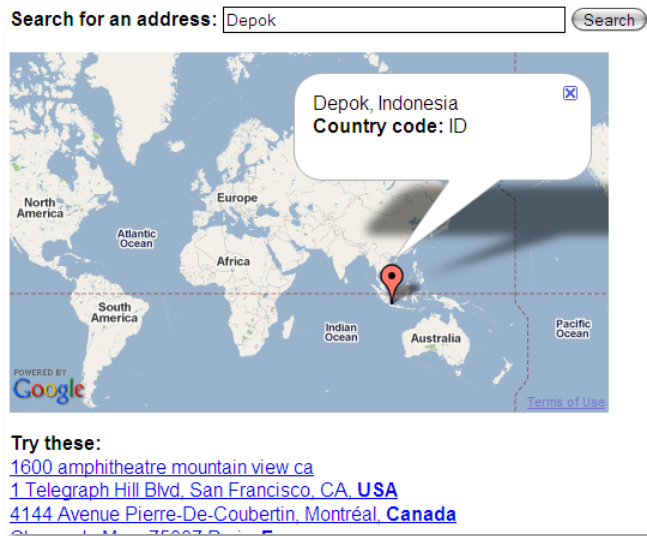 Search for an address: Depok Search
Depok, Indonesia
Country code: ID
North
America
Europe
Atlantic
Ocean
Africa
South
America
Indian
Ocean
Australia
Pacific
Ocean
POWERED BY
Google
Terms of Use
Try these:
1600 amphitheatre mountain view ca
1 Telegraph Hill Blvd, San Francisco, CA, USA
4144 Avenue Pierre-De-Coubertin, Montréal, Canada